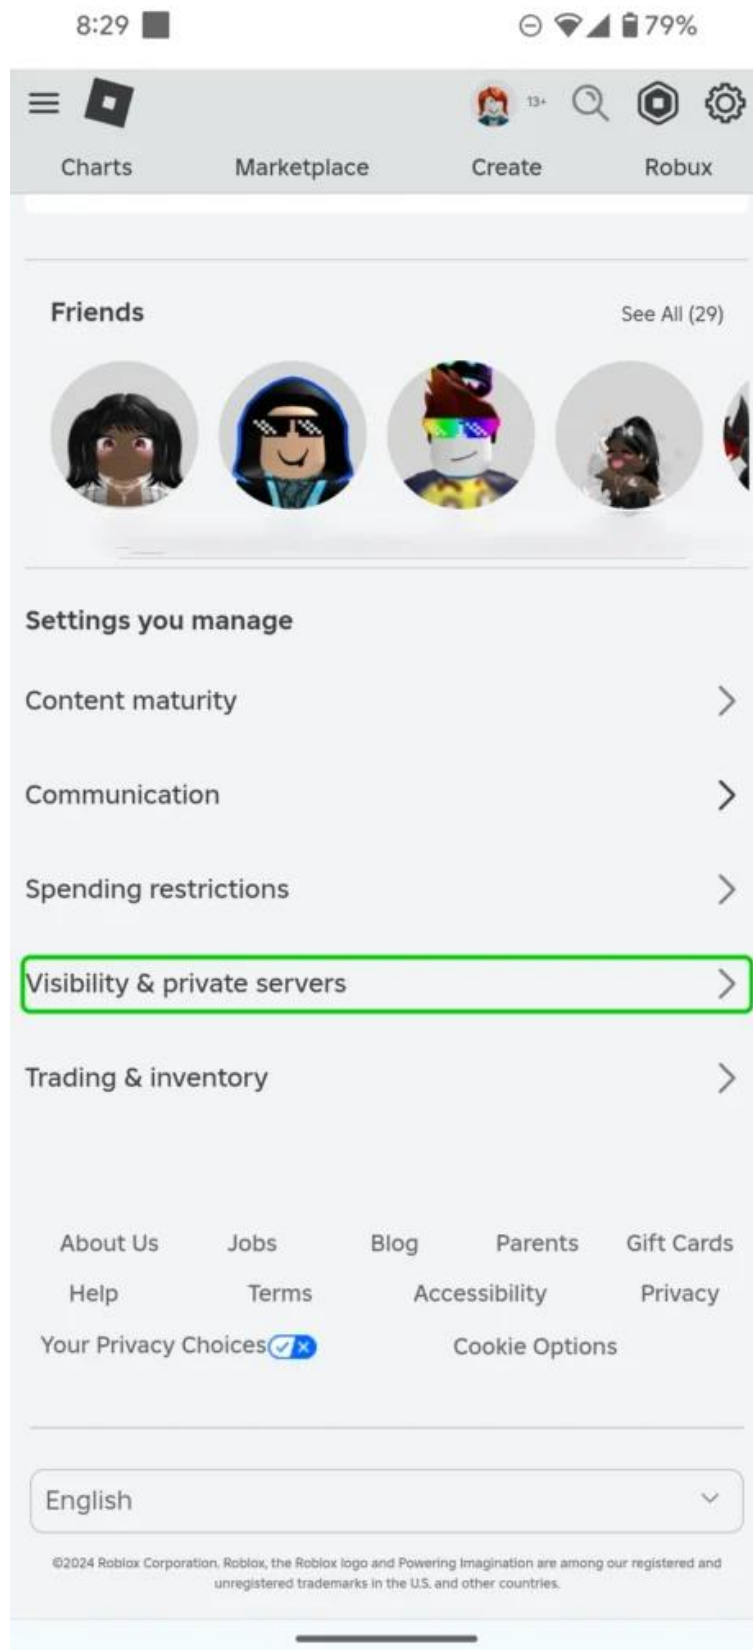 8:29 79%
13+
Charts Marketplace Create Robux
Friends See All (29)
Settings you manage
Content maturity
Communication
Spending restrictions
Visibility & private servers
Trading & inventory
About Us Jobs Blog Parents Gift Cards
Help Terms Accessibility Privacy
Your Privacy Choices Cookie Options
English
©2024 Roblox Corporation. Roblox, the Roblox logo and Powering Imagination are among our registered and
unregistered trademarks in the U.S. and other countries.